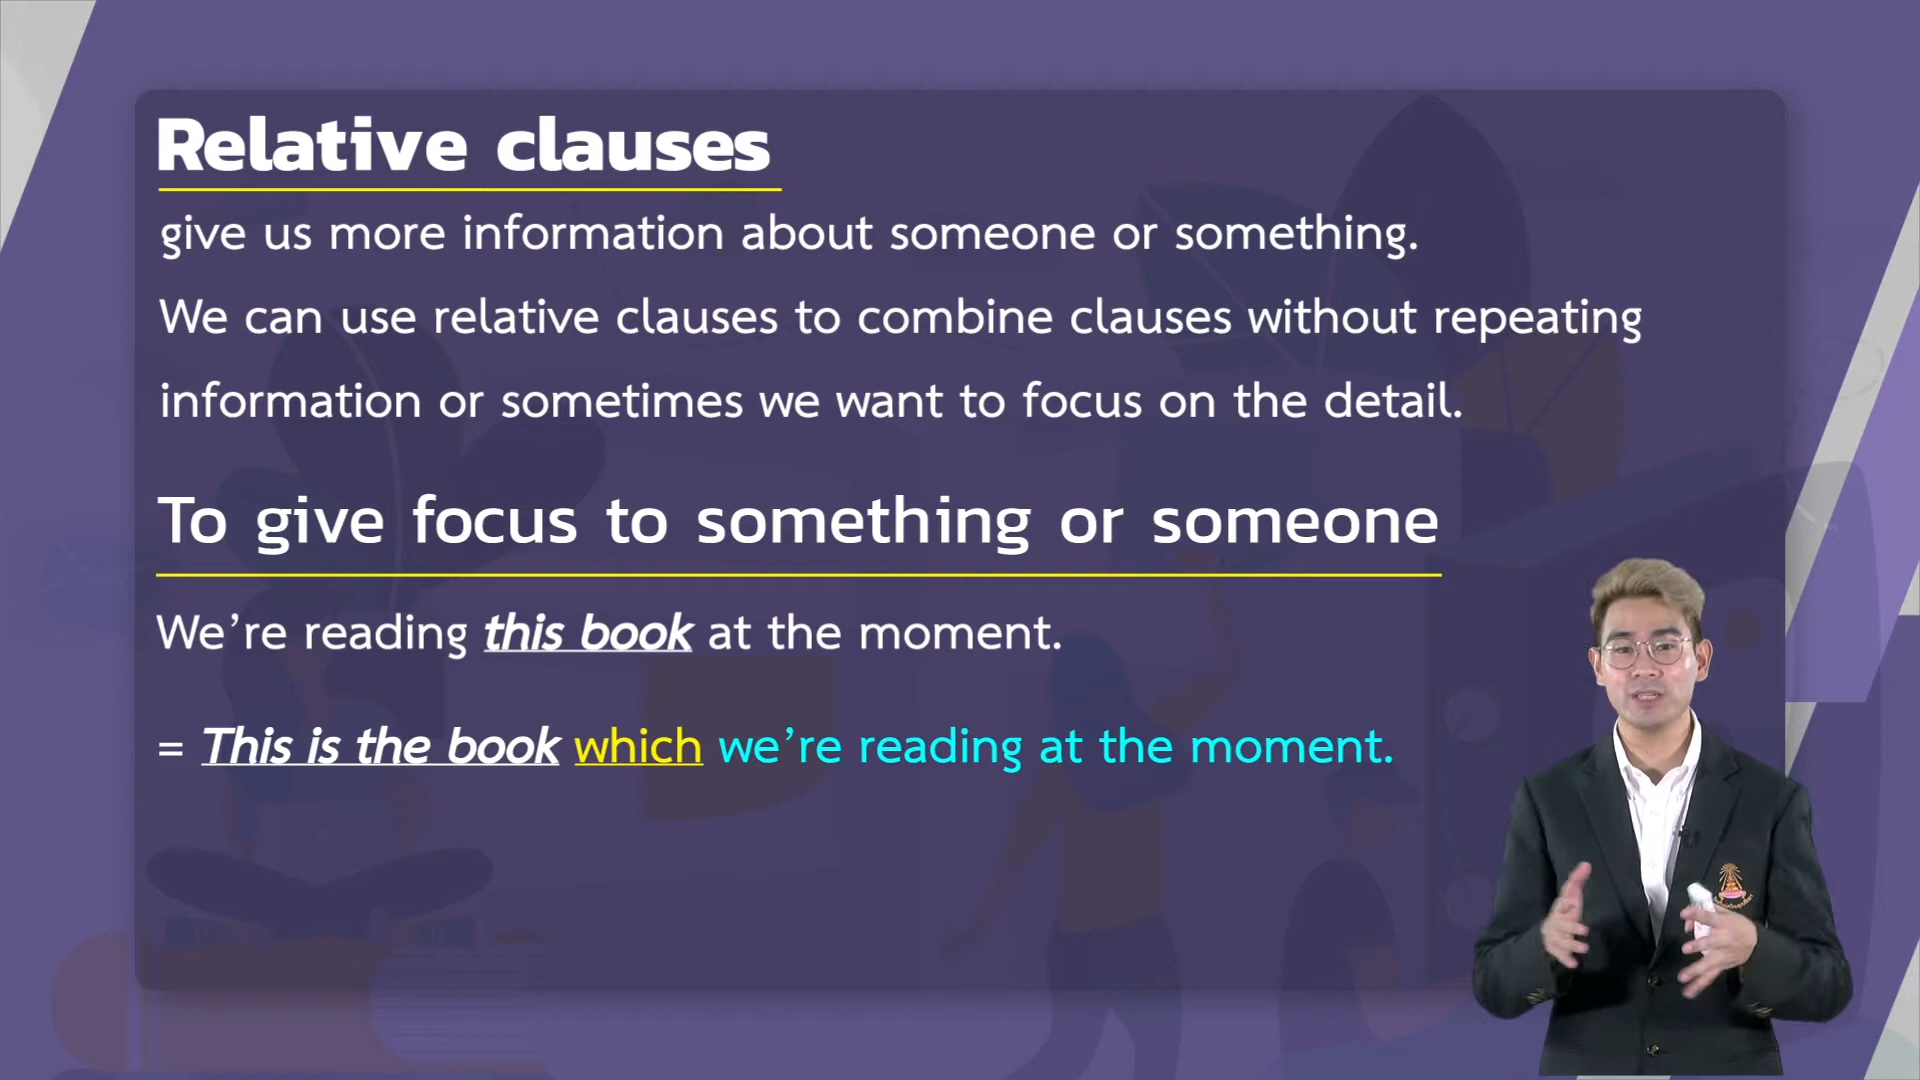 Relative clauses
give us more information about someone or something.
We can use relative clauses to combine clauses without repeating
information or sometimes we want to focus on the detail.
To give focus to something or someone
We’re reading this book at the moment.
= This is the book which we’re reading at the moment.